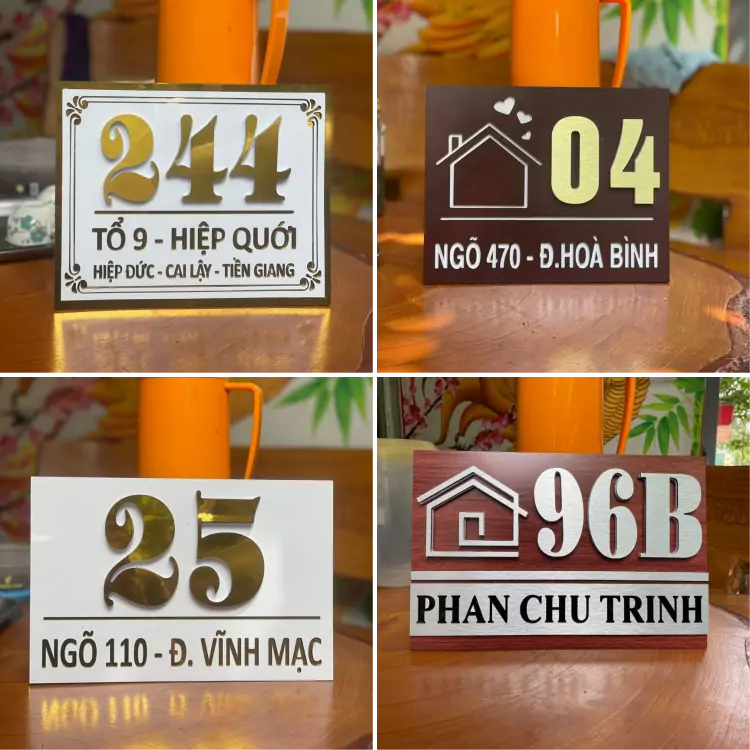 244
TỔ 9 - HIỆP QUỚI
HIỆP ĐỨC - CAI LẬY - TIỀN GIANG
04
NGÕ 470 - Đ.HOÀ BÌNH
25
NGÕ 110 - Đ. VĨNH MẠC
96B
PHAN CHU TRINH